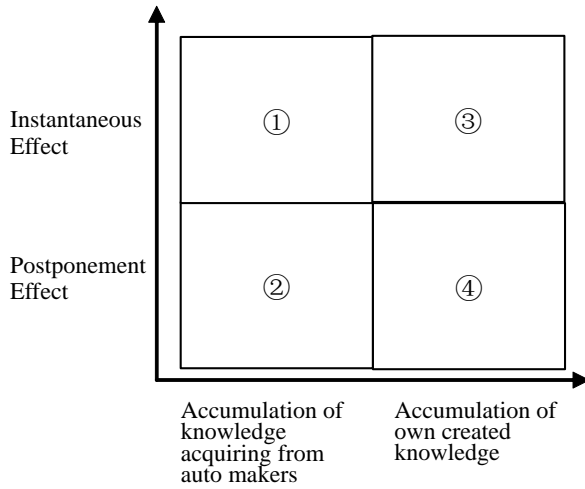 Instantaneous
Effect
①
③
Postponement
Effect
②
④
Accumulation of
knowledge
acquiring from
auto makers
Accumulation of
own created
knowledge